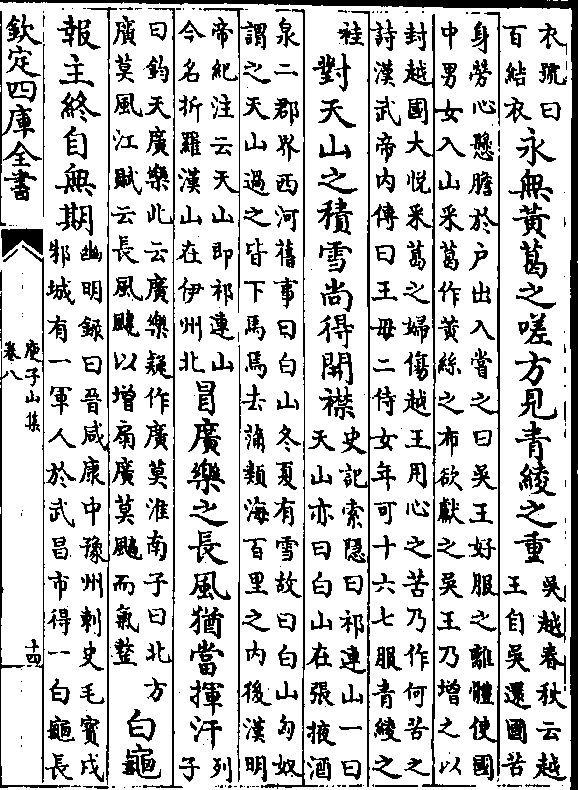 衣號曰
百結衣
永無黃葛之嗟方見青綾之重
吳越春秋云越
王自吳還國苦
身勞心懸膽於戶出入嘗之曰吳王好服之離體使國
中男女入山采葛作黃絲之布欲獻之吳王乃增之以
封越國大悅采葛之婦傷越王用心之苦乃作何苦之
詩漢武帝内傳曰王母二侍女年可十六七服青綾之
袿
對天山之積雪尚得開襟
史記索隱曰祁連山一曰
天山亦曰白山在張掖酒
泉二郡界西河舊事曰白山冬夏有雪故曰白山匈奴
謂之天山過之皆下馬馬去蒲類海百里之内後漢明
帝紀注云天山即祁連山
今名折羅漢山在伊州北
冒廣樂之長風猶當揮汗
列
子
曰鈞天廣樂此云廣樂疑作廣莫淮南子曰北方
廣莫風江賦云長風颷以增扇廣莫颷而氣整
白龜
報主終自無期
幽明錄曰晉咸康中豫州刺史毛寳戍
邾城有一軍人於武昌市得一白龜長
欽定四庫全書
庾子山集
卷八
十四